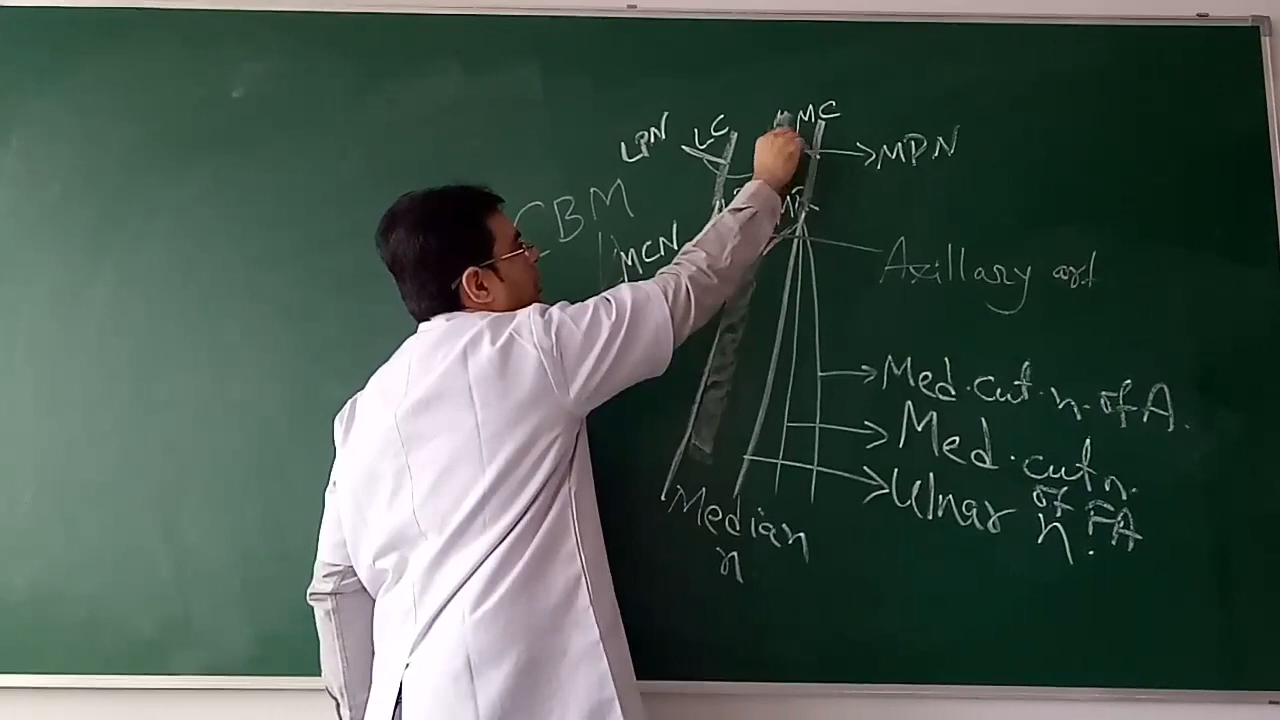 LPN LC MC
MPN
CBM
MCN
Axillary art
Med. cut. n. of A.
Med. cut n.
of FA
Ulnar n.
Median
n